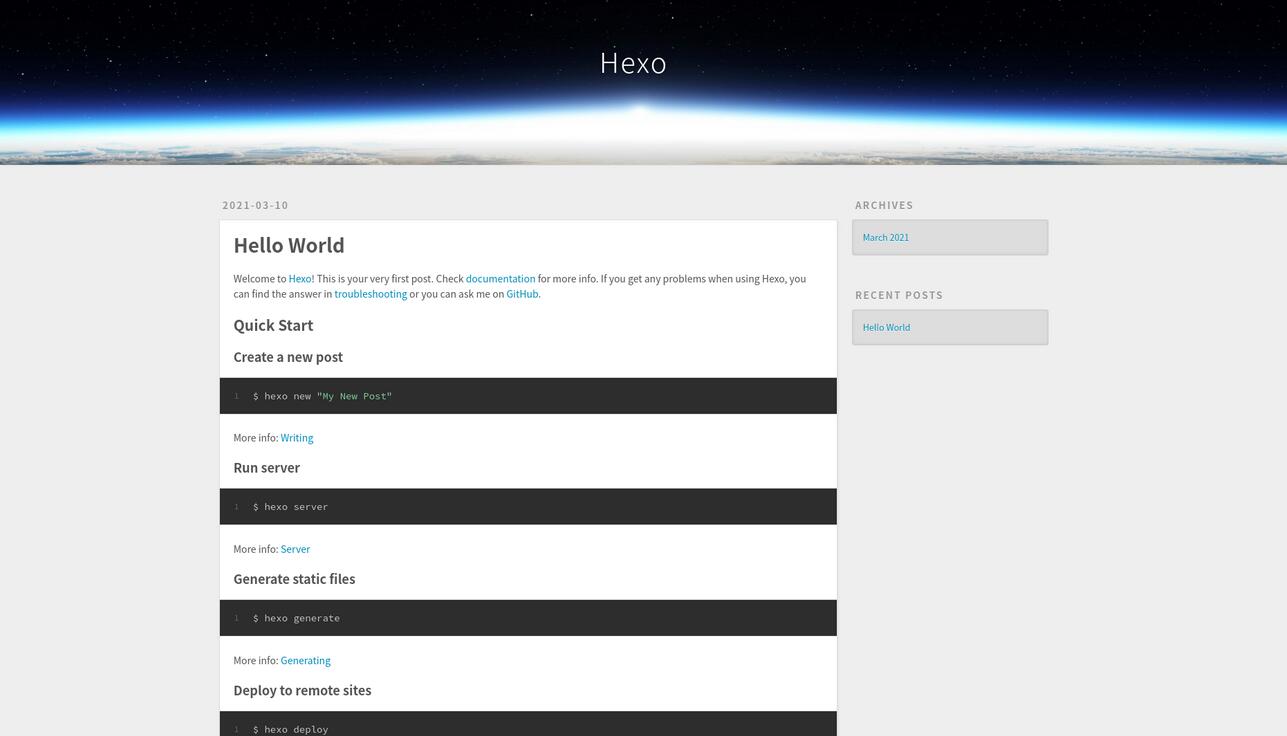 Hexo
2021-03-10
Hello World
Welcome to Hexo! This is your very first post. Check documentation for more info. If you get any problems when using Hexo, you
can find the answer in troubleshooting or you can ask me on GitHub.
Quick Start
Create a new post
1 $ hexo new "My New Post"
More info: Writing
Run server
1 $ hexo server
More info: Server
Generate static files
1 $ hexo generate
More info: Generating
Deploy to remote sites
1 $ hexo deploy
ARCHIVES
March 2021
RECENT POSTS
Hello World